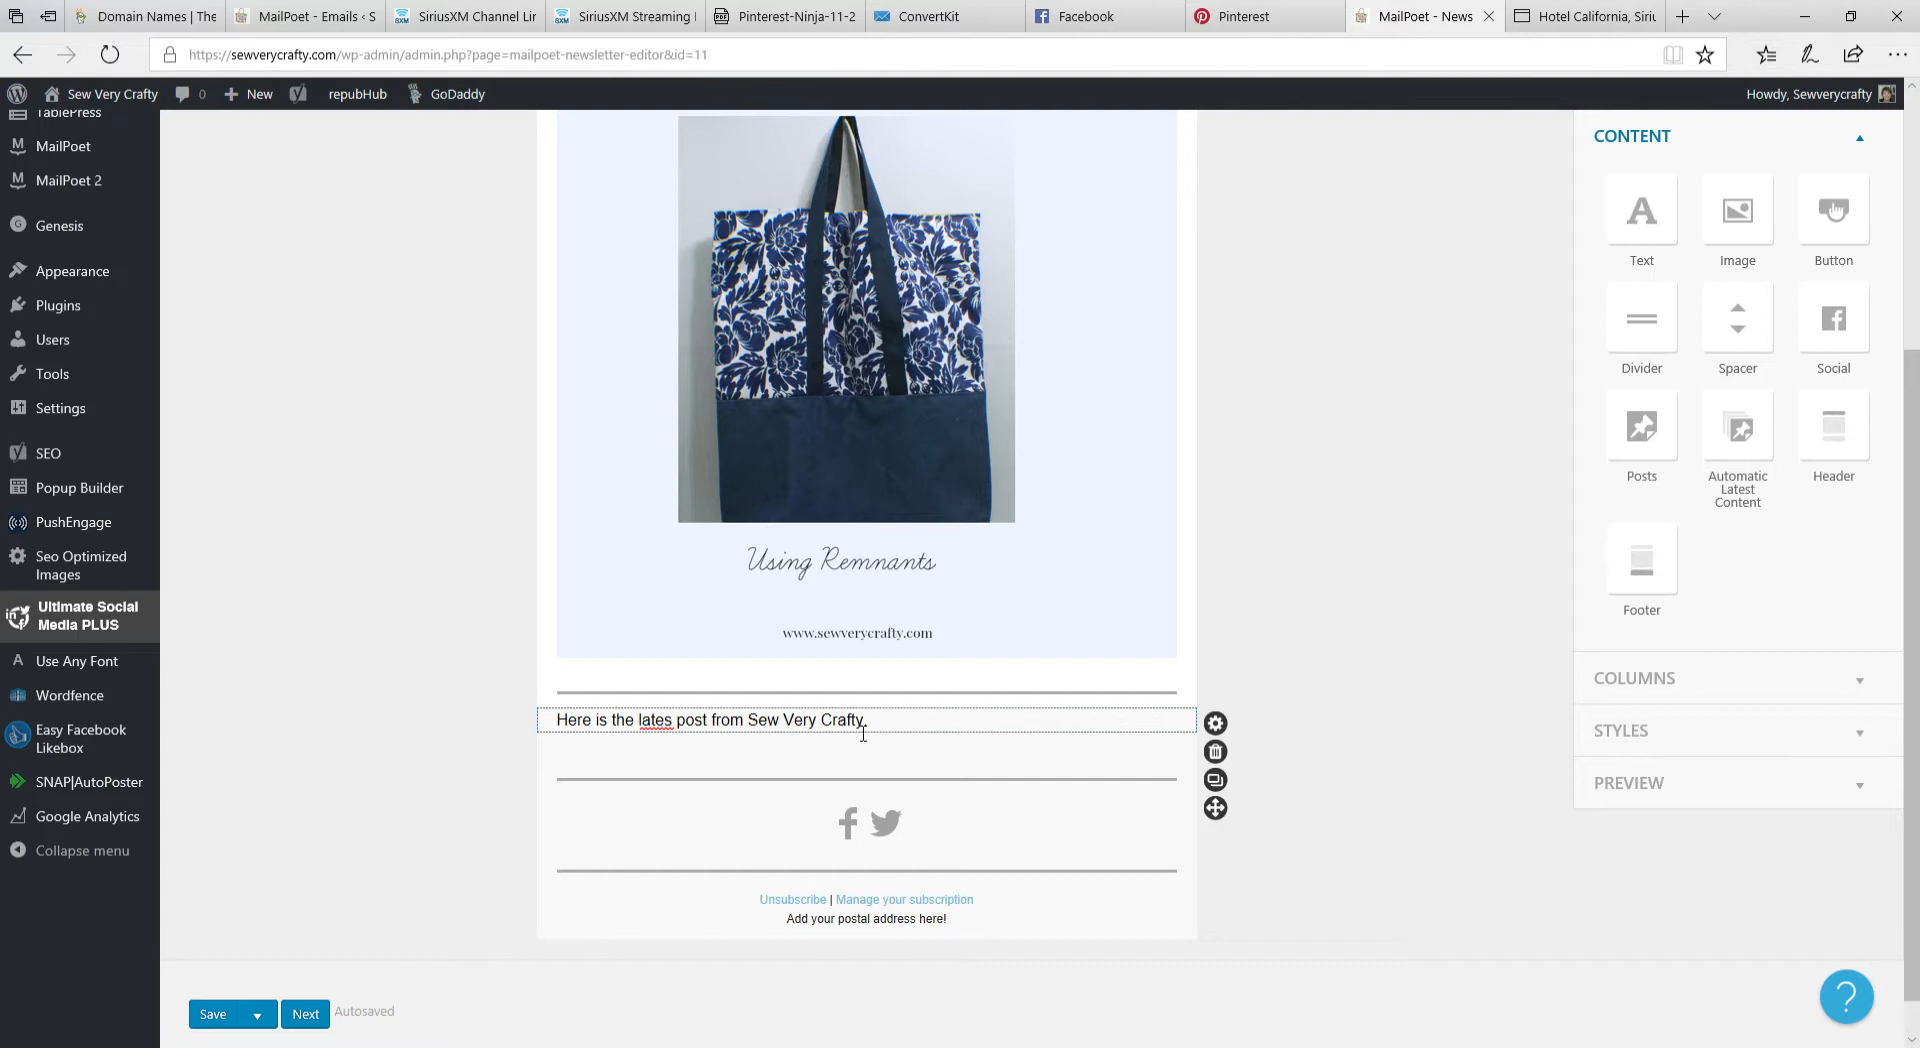 Domain Names | The
MailPoet - Emails ‹ S
SiriusXM Channel Lir
SiriusXM Streaming
Pinterest-Ninja-11-2
ConvertKit
Facebook
Pinterest
MailPoet - News
Hotel California, Siriu
https://sewverycrafty.com/wp-admin/admin.php?page=mailpoet-newsletter-editor&id=11
Sew Very Crafty
0
New
repubHub
GoDaddy
Howdy, Sewverycrafty
TablePress
MailPoet
MailPoet 2
Genesis
Appearance
Plugins
Users
Tools
Settings
SEO
Popup Builder
PushEngage
Seo Optimized
Images
Ultimate Social
Media PLUS
Use Any Font
Wordfence
Easy Facebook
Likebox
SNAP|AutoPoster
Google Analytics
Collapse menu
Using Remnants
www.sewverycrafty.com
Here is the lates post from Sew Very Crafty.
Unsubscribe | Manage your subscription
Add your postal address here!
Save
Next
Autosaved
CONTENT
Text
Image
Button
Divider
Spacer
Social
Posts
Automatic
Latest
Content
Header
Footer
COLUMNS
STYLES
PREVIEW
?